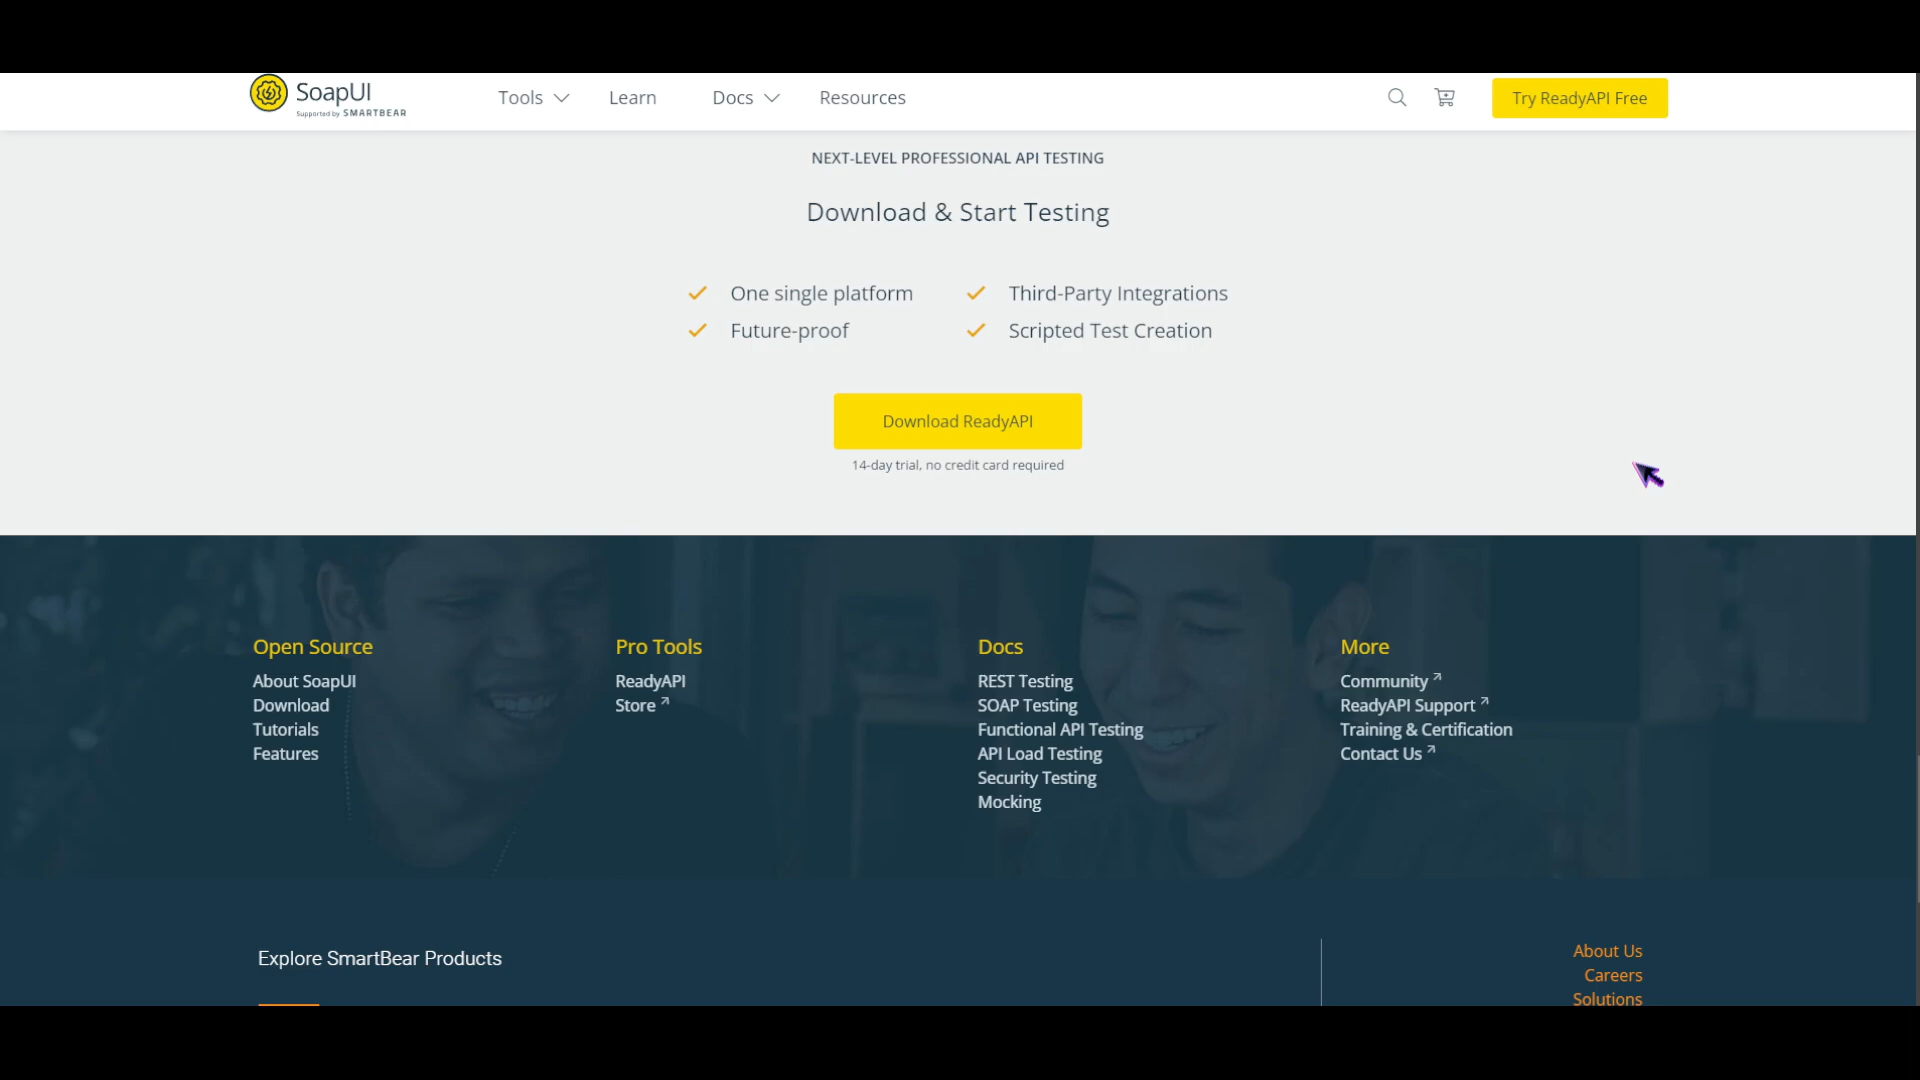 SoapUI
Supported by SMARTBEAR
Tools
Learn
Docs
Resources
Try ReadyAPI Free
NEXT-LEVEL PROFESSIONAL API TESTING
Download & Start Testing
One single platform
Third-Party Integrations
Future-proof
Scripted Test Creation
Download ReadyAPI
14-day trial, no credit card required
Open Source
About SoapUI
Download
Tutorials
Features
Pro Tools
ReadyAPI
Store
Docs
REST Testing
SOAP Testing
Functional API Testing
API Load Testing
Security Testing
Mocking
More
Community
ReadyAPI Support
Training & Certification
Contact Us
Explore SmartBear Products
About Us
Careers
Solutions